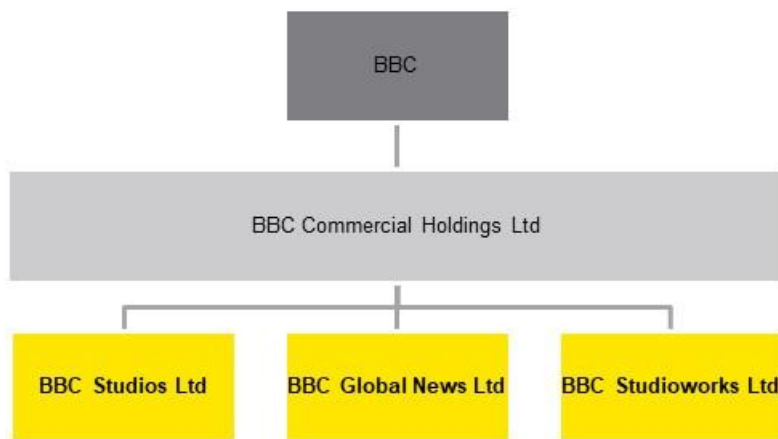 BBC
BBC Commercial Holdings Ltd
BBC Studios Ltd
BBC Global News Ltd
BBC Studioworks Ltd